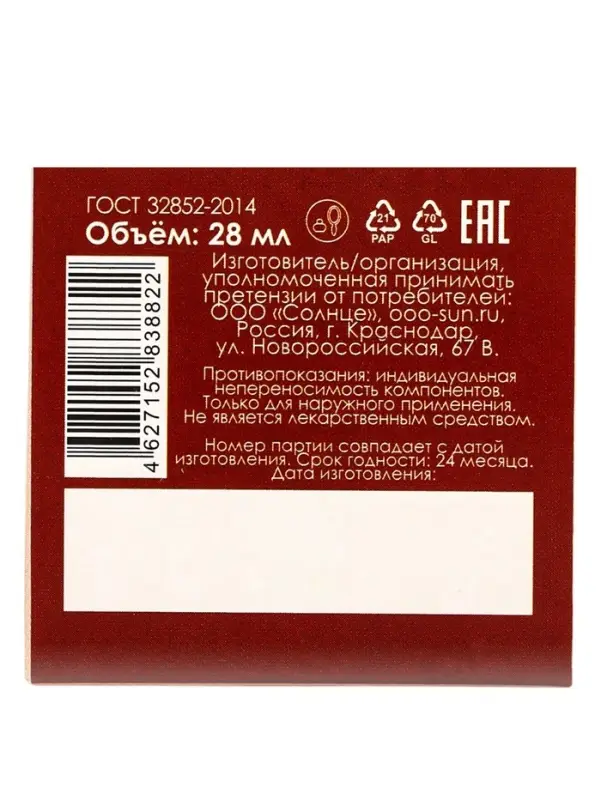 ГОСТ 32852-2014
Объём: 28 мл
21
PAP
70
GL
EAC
Изготовитель/организация,
уполномоченная принимать
претензии от потребителей:
ООО «Солнце», ooo-sun.ru,
Россия, г. Краснодар,
ул. Новороссийская, 67 В.
Противопоказания: индивидуальная
непереносимость компонентов.
Только для наружного применения.
Не является лекарственным средством.
Номер партии совпадает с датой
изготовления. Срок годности: 24 месяца.
Дата изготовления:
4 627152 838822